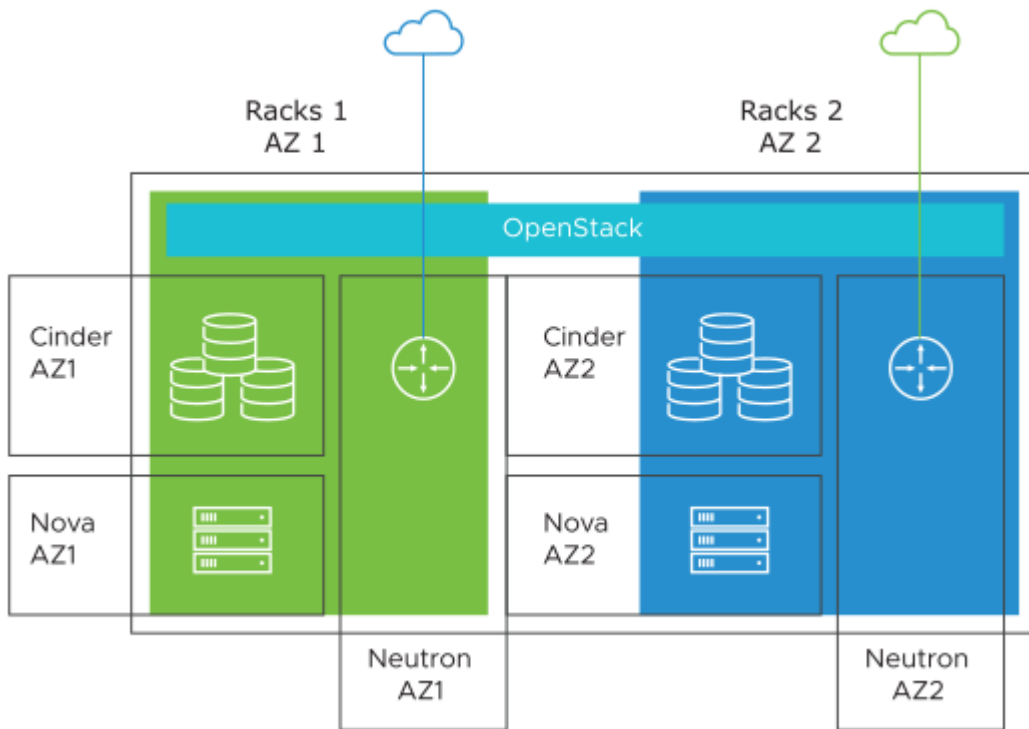 Racks 1
AZ 1
Racks 2
AZ 2
OpenStack
Cinder
AZ1
Cinder
AZ2
Nova
AZ1
Nova
AZ2
Neutron
AZ1
Neutron
AZ2